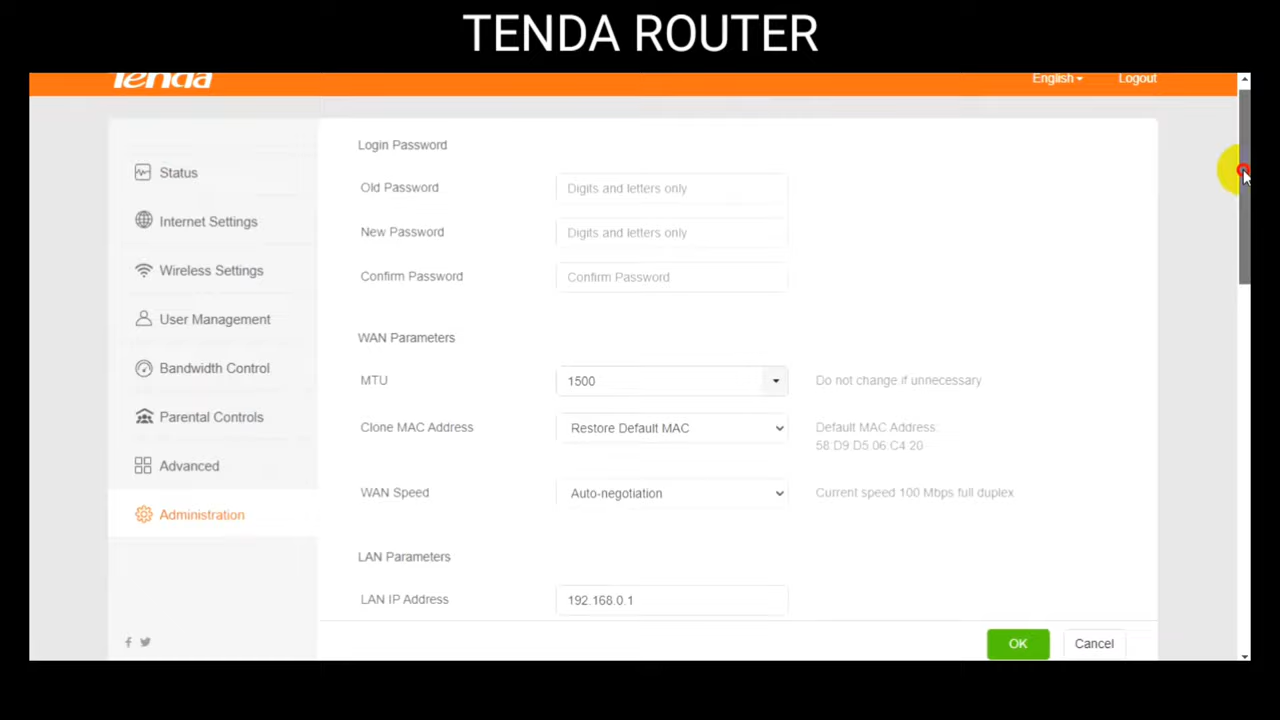 TENDA ROUTER
Tenda
English
Logout
Status
Internet Settings
Wireless Settings
User Management
Bandwidth Control
Parental Controls
Advanced
Administration
Login Password
Old Password Digits and letters only
New Password Digits and letters only
Confirm Password Confirm Password
WAN Parameters
MTU 1500 Do not change if unnecessary
Clone MAC Address Restore Default MAC Default MAC Address:
58 D9 D5 06 C4 20
WAN Speed Auto-negotiation Current speed 100 Mbps full duplex
LAN Parameters
LAN IP Address 192.168.0.1
OK Cancel